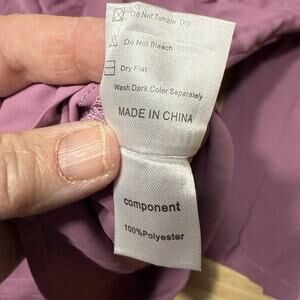 Do Not Tumble Dry
Do Not Bleach
Dry Flat
Wash Dark Color Separately
MADE IN CHINA
component
100%Polyester